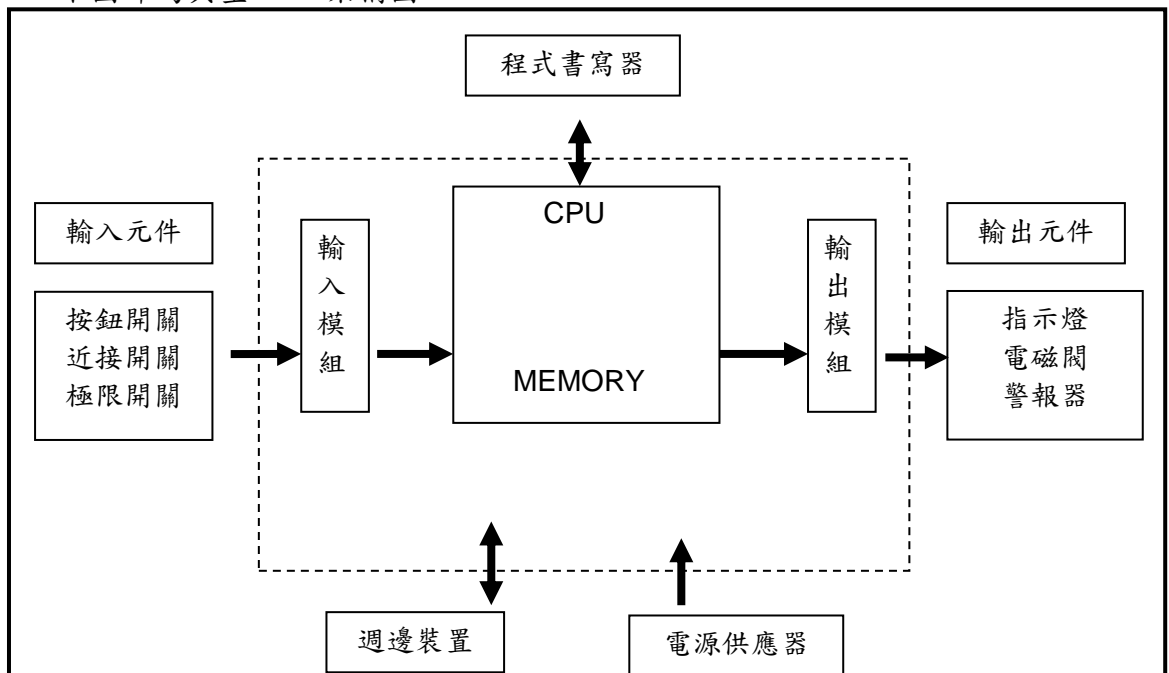 程式書寫器
CPU
MEMORY
輸入元件
按鈕開關
近接開關
極限開關
輸入模組
輸出模組
輸出元件
指示燈
電磁閥
警報器
週邊裝置
電源供應器